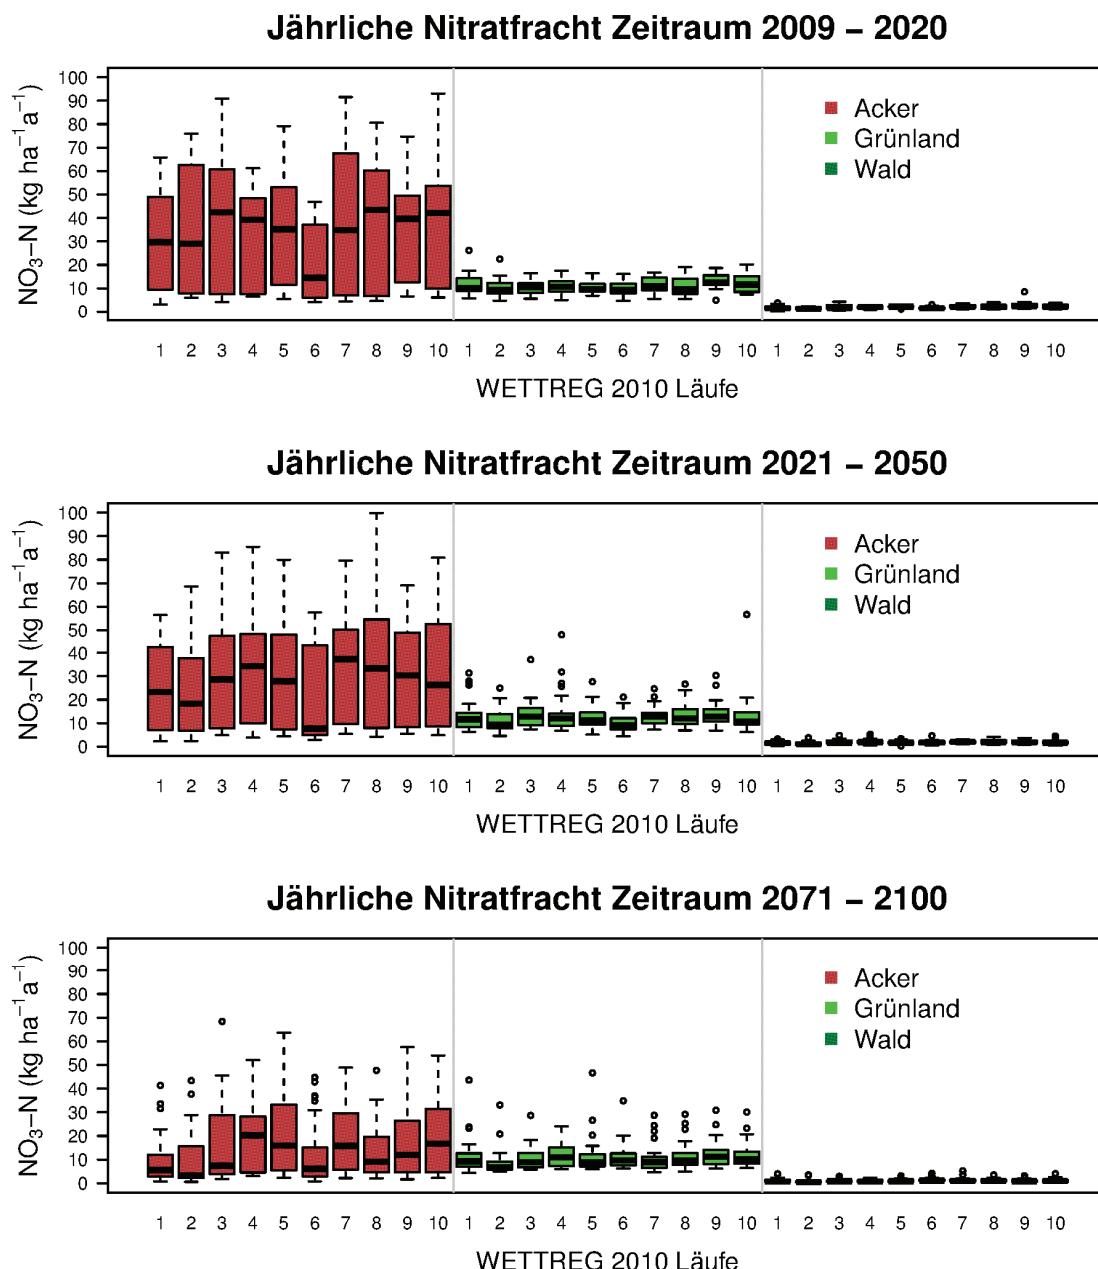 Jährliche Nitratfracht Zeitraum 2009 − 2020
NO₃−N (kg ha⁻¹a⁻¹)
100
90
80
70
60
50
40
30
20
10
0
Acker
Grünland
Wald
1 2 3 4 5 6 7 8 9 10 1 2 3 4 5 6 7 8 9 10 1 2 3 4 5 6 7 8 9 10
WETTREG 2010 Läufe
Jährliche Nitratfracht Zeitraum 2021 − 2050
NO₃−N (kg ha⁻¹a⁻¹)
100
90
80
70
60
50
40
30
20
10
0
Acker
Grünland
Wald
1 2 3 4 5 6 7 8 9 10 1 2 3 4 5 6 7 8 9 10 1 2 3 4 5 6 7 8 9 10
WETTREG 2010 Läufe
Jährliche Nitratfracht Zeitraum 2071 − 2100
NO₃−N (kg ha⁻¹a⁻¹)
100
90
80
70
60
50
40
30
20
10
0
Acker
Grünland
Wald
1 2 3 4 5 6 7 8 9 10 1 2 3 4 5 6 7 8 9 10 1 2 3 4 5 6 7 8 9 10
WETTREG 2010 Läufe